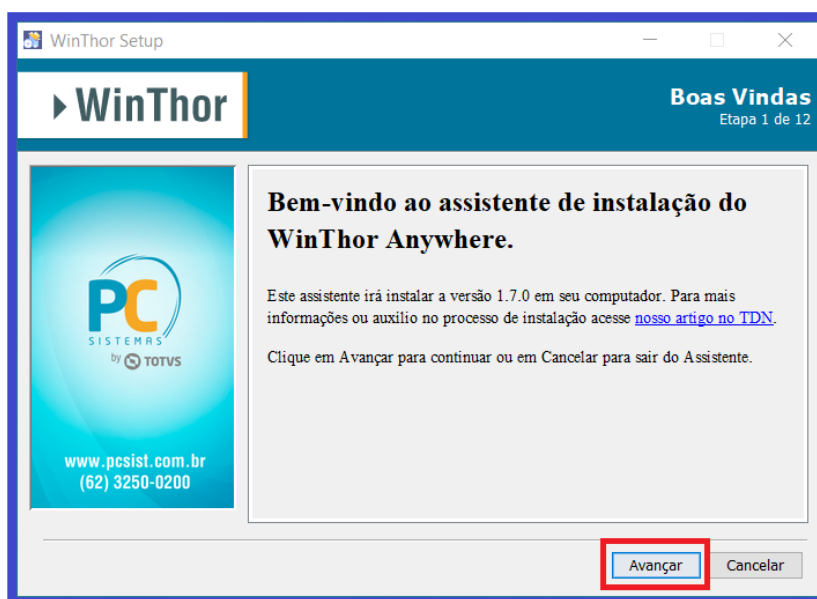 WinThor Setup
WinThor
Boas Vindas
Etapa 1 de 12
PC
SISTEMAS
by TOTVS
www.pcsist.com.br
(62) 3250-0200
Bem-vindo ao assistente de instalação do
WinThor Anywhere.
Este assistente irá instalar a versão 1.7.0 em seu computador. Para mais
informações ou auxilio no processo de instalação acesse nosso artigo no TDN.
Clique em Avançar para continuar ou em Cancelar para sair do Assistente.
Avançar
Cancelar